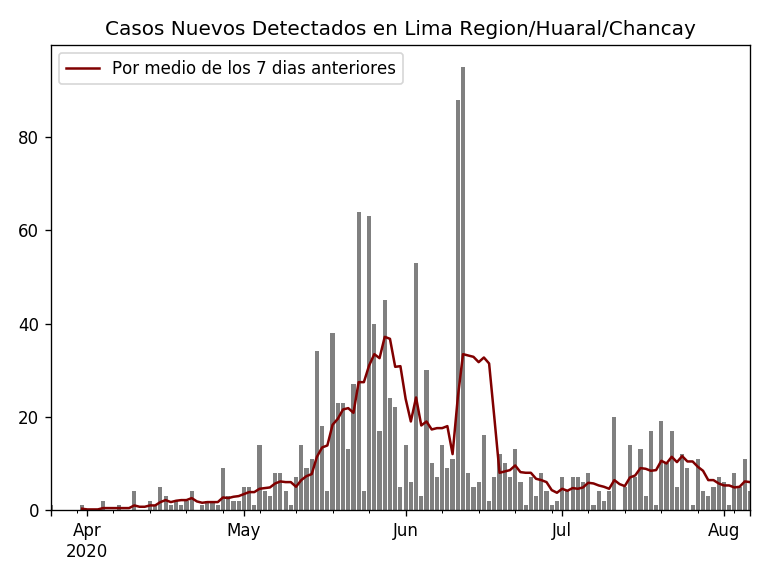 Casos Nuevos Detectados en Lima Region/Huaral/Chancay
Por medio de los 7 dias anteriores
80
60
40
20
0
Apr May Jun Jul Aug
2020